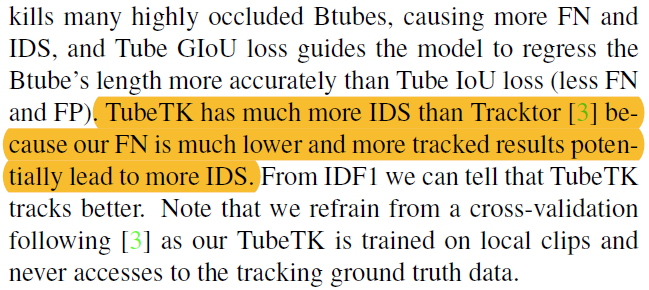 kills many highly occluded Btubes, causing more FN and
IDS, and Tube GIoU loss guides the model to regress the
Btube's length more accurately than Tube IoU loss (less FN
and FP). TubeTK has much more IDS than Tracktor [3] be-
cause our FN is much lower and more tracked results poten-
tially lead to more IDS. From IDF1 we can tell that TubeTK
tracks better. Note that we refrain from a cross-validation
following [3] as our TubeTK is trained on local clips and
never accesses to the tracking ground truth data.